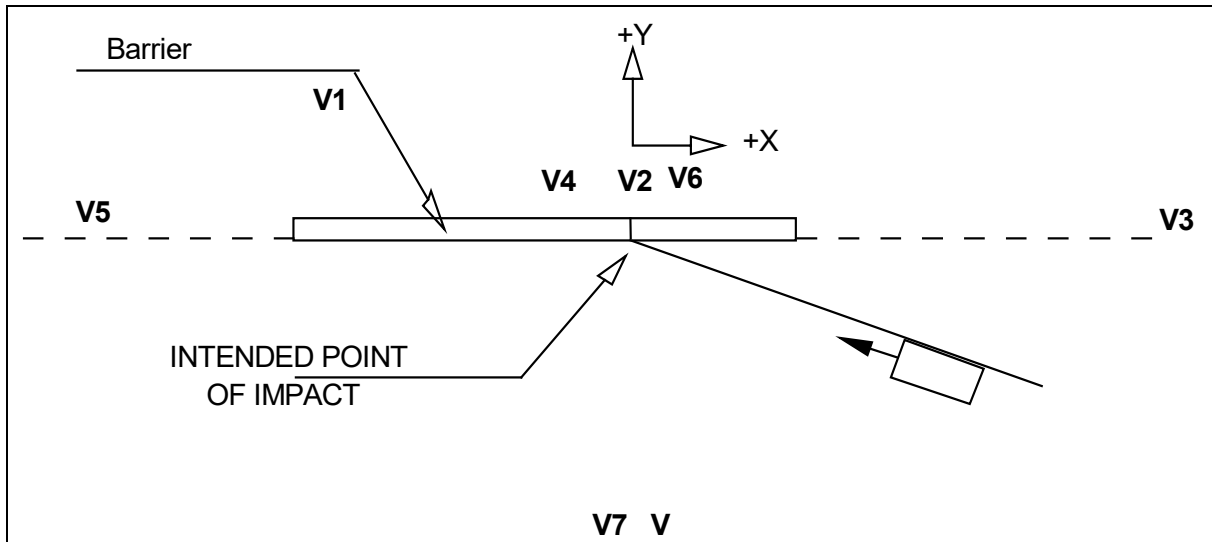 +Y
Barrier
V1
+X
V4 V2 V6
V5
V3
INTENDED POINT
OF IMPACT
V7 V